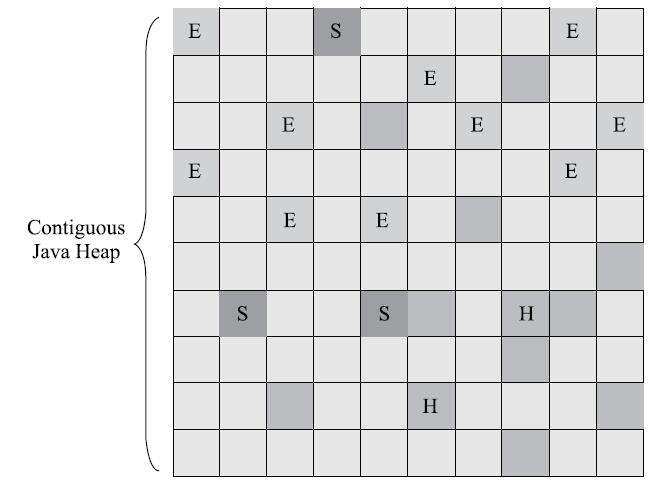 E S E
E
E E E
E E
E E
Contiguous
Java Heap
S S H
H